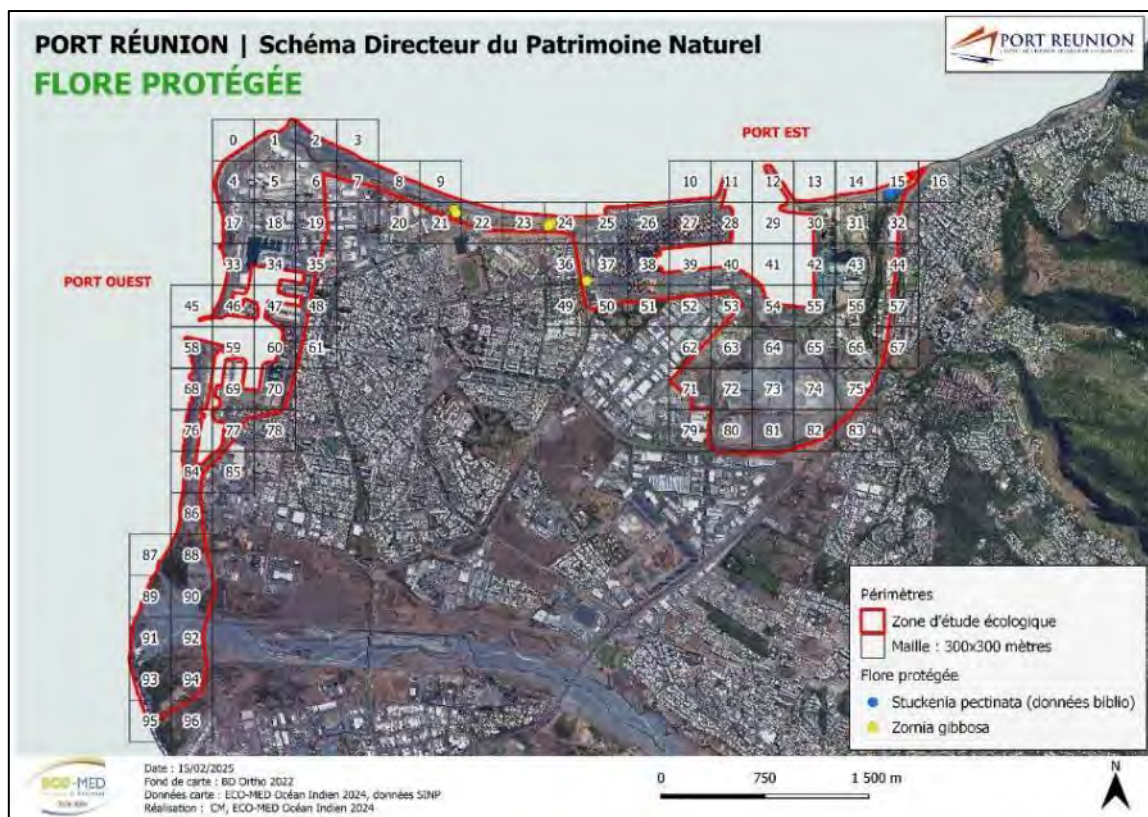 PORT RÉUNION | Schéma Directeur du Patrimoine Naturel
PORT REUNION
FLORE PROTÉGÉE
PORT EST
0 1 2 3
4 5 6 7 8 9 10 11 12 13 14 15 16
17 18 19 20 21 22 23 24 25 26 27 28 29 30 31 32
33 34 35 36 37 38 39 40 41 42 43 44
PORT OUEST
45 46 47 48 49 50 51 52 53 54 55 56 57
58 59 60 61 62 63 64 65 66 67
68 69 70 71 72 73 74 75
76 77 78 79 80 81 82 83
84 85
86
87 88
89 90
91 92
93 94
95 96
Périmètres
Zone d'étude écologique
Maille : 300x300 mètres
Flore protégée
Stuckenia pectinata (données biblio)
Zornia gibbosa
ECO-MED
Date : 15/02/2025
Fond de carte : BD Ortho 2022
Données carte : ECO-MED Océan Indien 2024, données SINP
Réalisation : CM, ECO-MED Océan Indien 2024
0 750 1 500 m
N